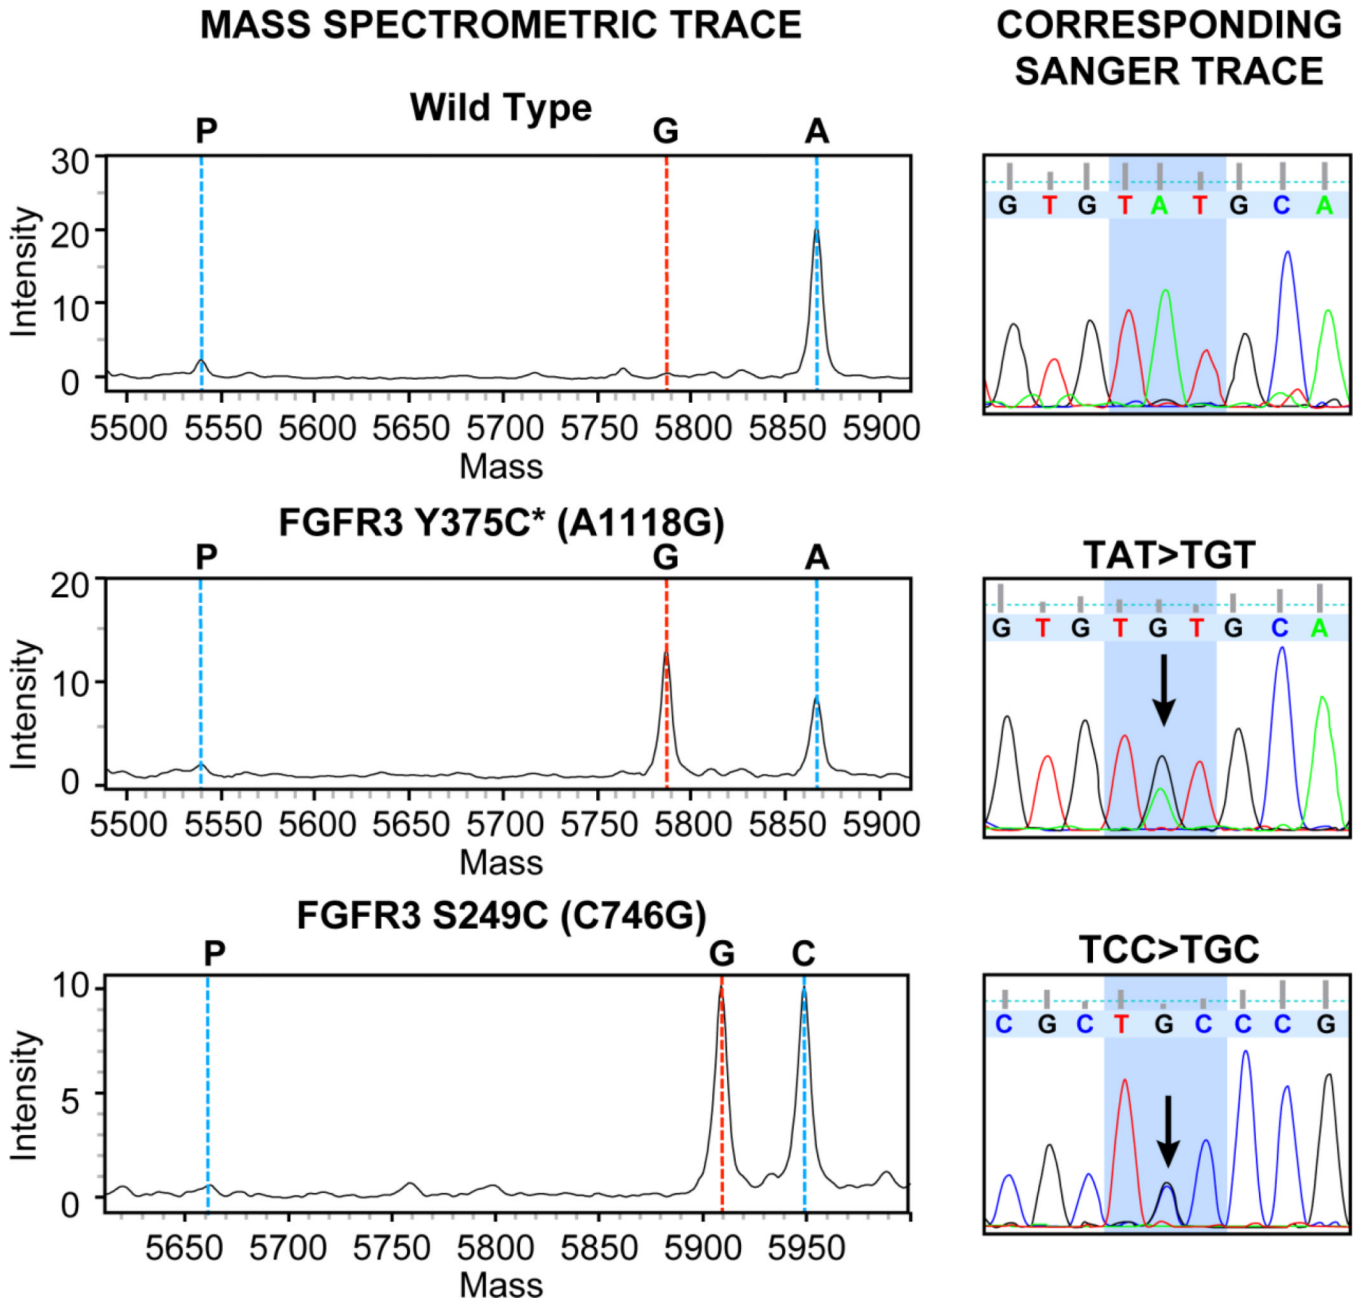 MASS SPECTROMETRIC TRACE
CORRESPONDING
SANGER TRACE
Wild Type
P G A
30
20
10
0
Intensity
5500 5550 5600 5650 5700 5750 5800 5850 5900
Mass
G T G T A T G C A
FGFR3 Y375C* (A1118G)
P G A
20
10
0
Intensity
5500 5550 5600 5650 5700 5750 5800 5850 5900
Mass
TAT>TGT
G T G T G T G C A
FGFR3 S249C (C746G)
P G C
10
5
0
Intensity
5650 5700 5750 5800 5850 5900 5950
Mass
TCC>TGC
C G C T G C C C G